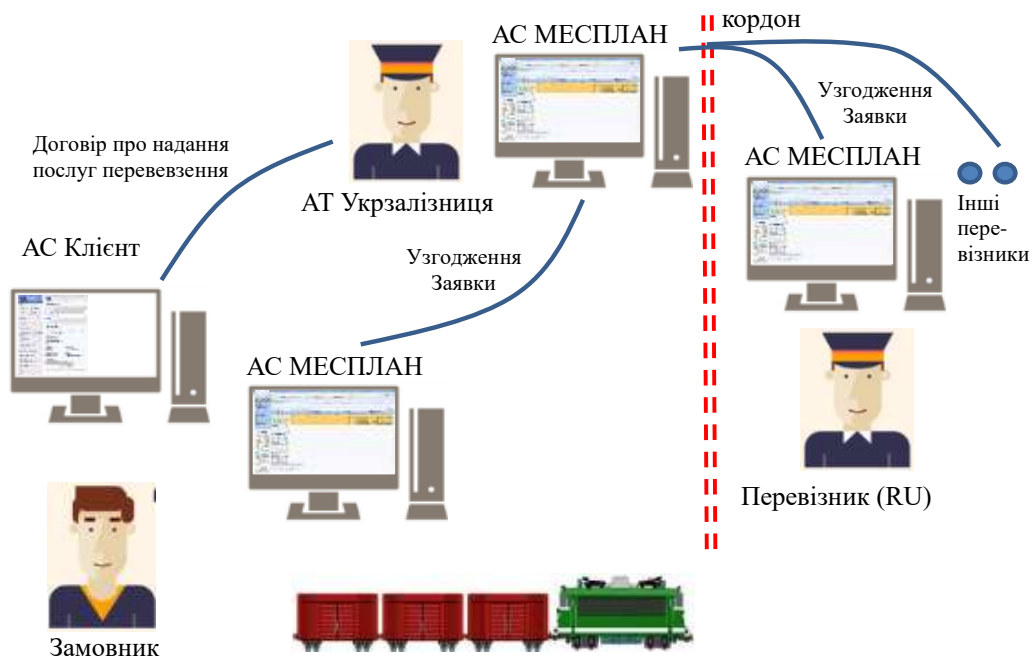 АС МЕСПЛАН
кордон
Узгодження
Заявки
Договір про надання
послуг перевевзення
АС МЕСПЛАН
АТ Укрзалізниця
Інші
пере-
візники
АС Клієнт
Узгодження
Заявки
АС МЕСПЛАН
Перевізник (RU)
Замовник